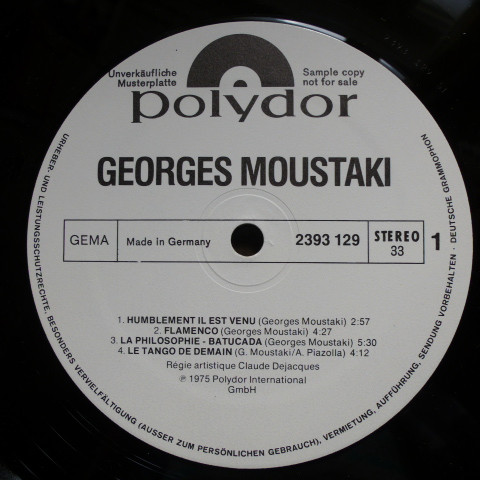 Unverkäufliche
Musterplatte
Sample copy
not for sale
polydor
GEORGES MOUSTAKI
GEMA
Made in Germany
2393 129
STEREO
33
1
1. HUMBLEMENT IL EST VENU (Georges Moustaki) 2:57
2. FLAMENCO (Georges Moustaki) 4:27
3. LA PHILOSOPHIE - BATUCADA (Georges Moustaki) 5:30
4. LE TANGO DE DEMAIN (G. Moustaki/A. Piazolla) 4:12
Régie artistique Claude Dejacques
℗ 1975 Polydor International
GmbH
URHEBER- UND LEISTUNGSSCHUTZRECHTE, BESONDERS VERVIELFÄLTIGUNG (AUSSER ZUM PERSÖNLICHEN GEBRAUCH), VERMIETUNG, AUFFÜHRUNG, SENDUNG VORBEHALTEN · DEUTSCHE GRAMMOPHON